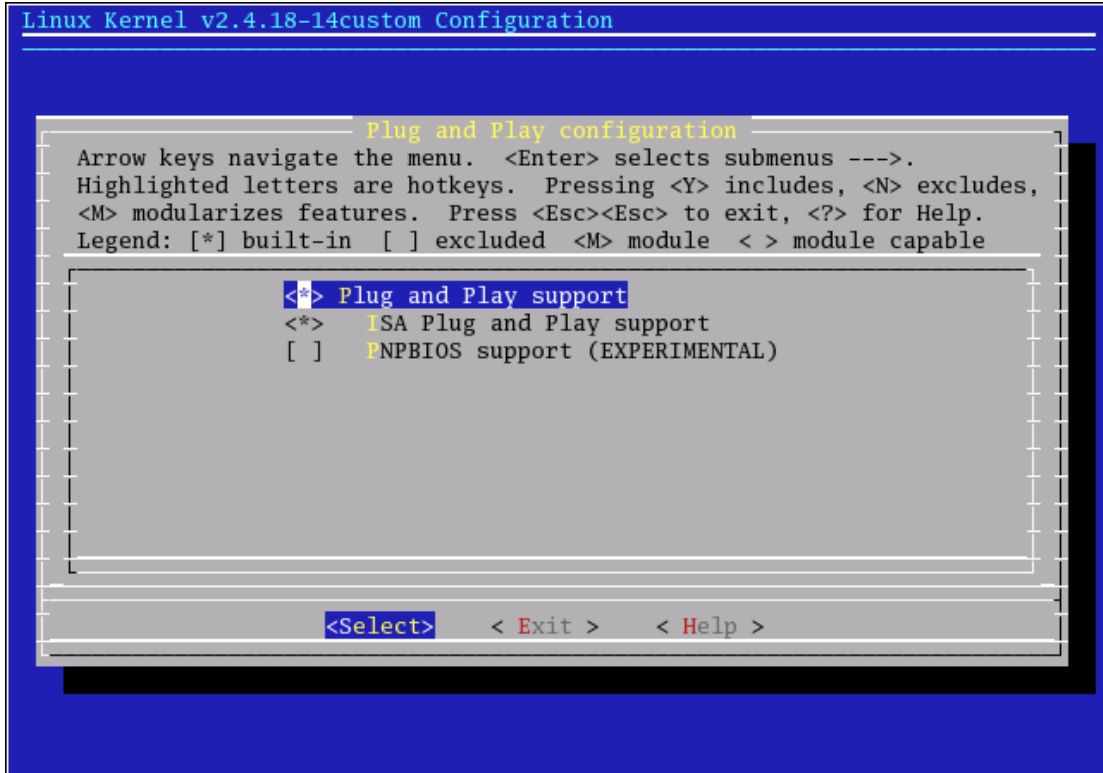 Linux Kernel v2.4.18-14custom Configuration
Plug and Play configuration
Arrow keys navigate the menu.  <Enter> selects submenus --->.
Highlighted letters are hotkeys.  Pressing <Y> includes, <N> excludes,
<M> modularizes features.  Press <Esc><Esc> to exit, <?> for Help.
Legend: [*] built-in  [ ] excluded  <M> module  < > module capable
<*> Plug and Play support
<*>   ISA Plug and Play support
[ ]   PNPBIOS support (EXPERIMENTAL)
<Select>    < Exit >    < Help >